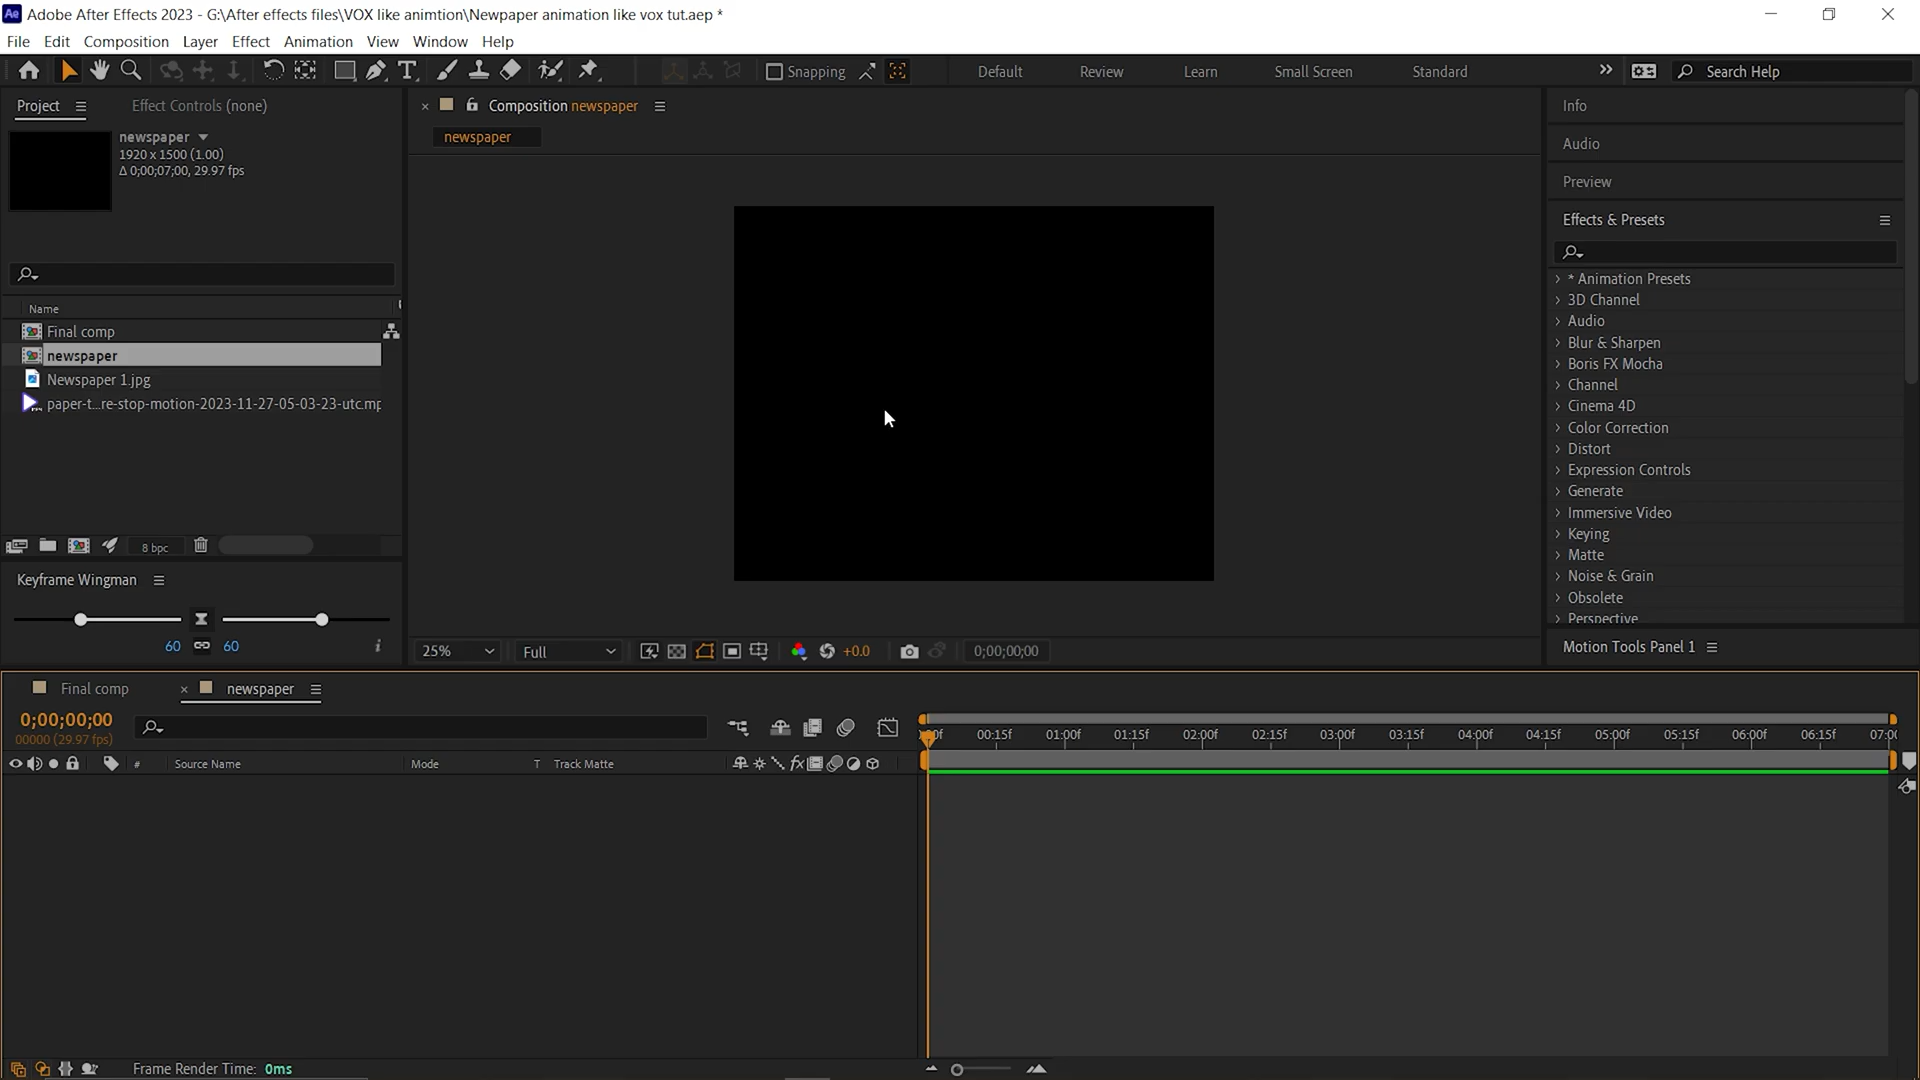 Adobe After Effects 2023 - G:\After effects files\VOX like animtion\Newpaper animation like vox tut.aep *
File Edit Composition Layer Effect Animation View Window Help
Snapping Default Review Learn Small Screen Standard Search Help
Project Effect Controls (none)
newspaper
1920 x 1500 (1.00)
Δ 0;00;07;00, 29.97 fps
Name
Final comp
newspaper
Newspaper 1.jpg
paper-t...re-stop-motion-2023-11-27-05-03-23-utc.mp
8 bpc
Keyframe Wingman
60 60
Composition newspaper
newspaper
25% Full +0.0 0;00;00;00
Info
Audio
Preview
Effects & Presets
* Animation Presets
3D Channel
Audio
Blur & Sharpen
Boris FX Mocha
Channel
Cinema 4D
Color Correction
Distort
Expression Controls
Generate
Immersive Video
Keying
Matte
Noise & Grain
Obsolete
Perspective
Motion Tools Panel 1
Final comp newspaper
0;00;00;00
00000 (29.97 fps)
# Source Name Mode T Track Matte
00:15f 01:00f 01:15f 02:00f 02:15f 03:00f 03:15f 04:00f 04:15f 05:00f 05:15f 06:00f 06:15f 07:00
Frame Render Time: 0ms